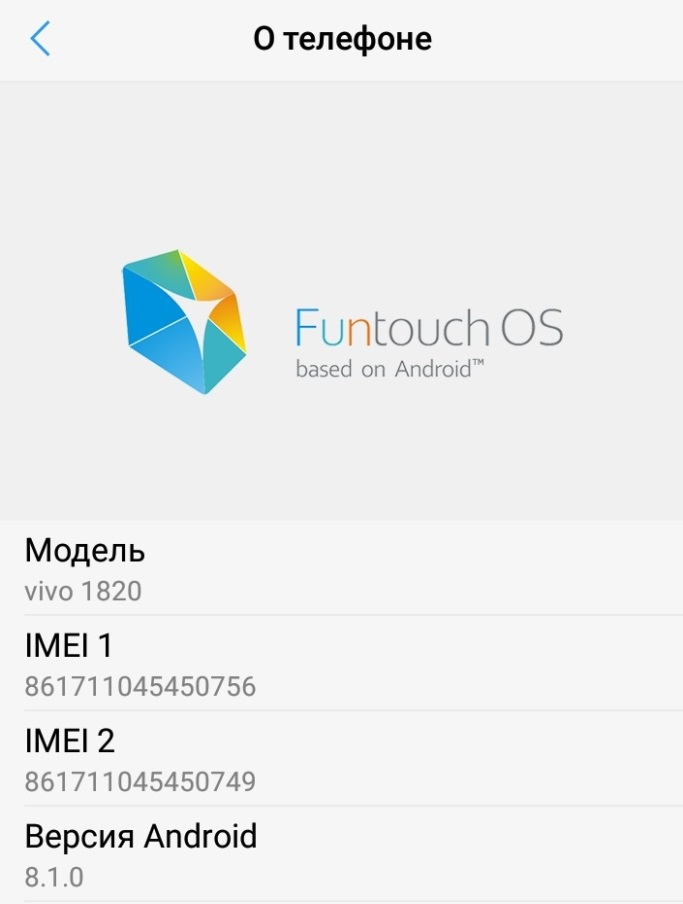 О телефоне
Funtouch OS
based on Android™
Модель
vivo 1820
IMEI 1
861711045450756
IMEI 2
861711045450749
Версия Android
8.1.0